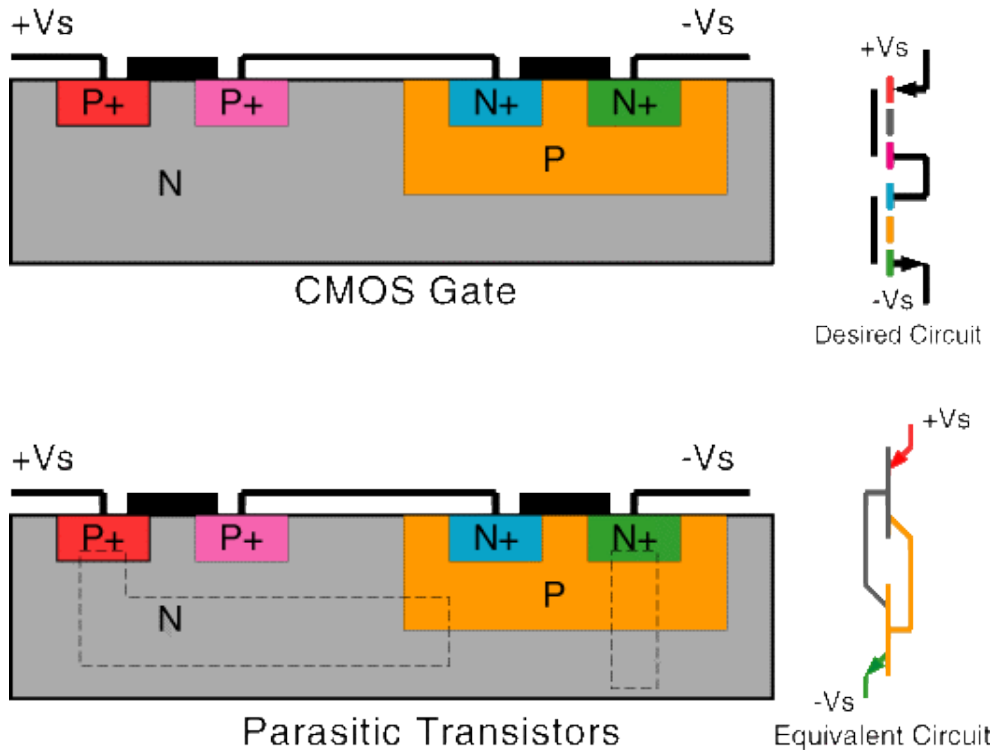 +Vs
-Vs
P+ P+ N+ N+
N
P
CMOS Gate
+Vs
-Vs
Desired Circuit
+Vs
-Vs
P+ P+ N+ N+
N
P
Parasitic Transistors
+Vs
-Vs
Equivalent Circuit